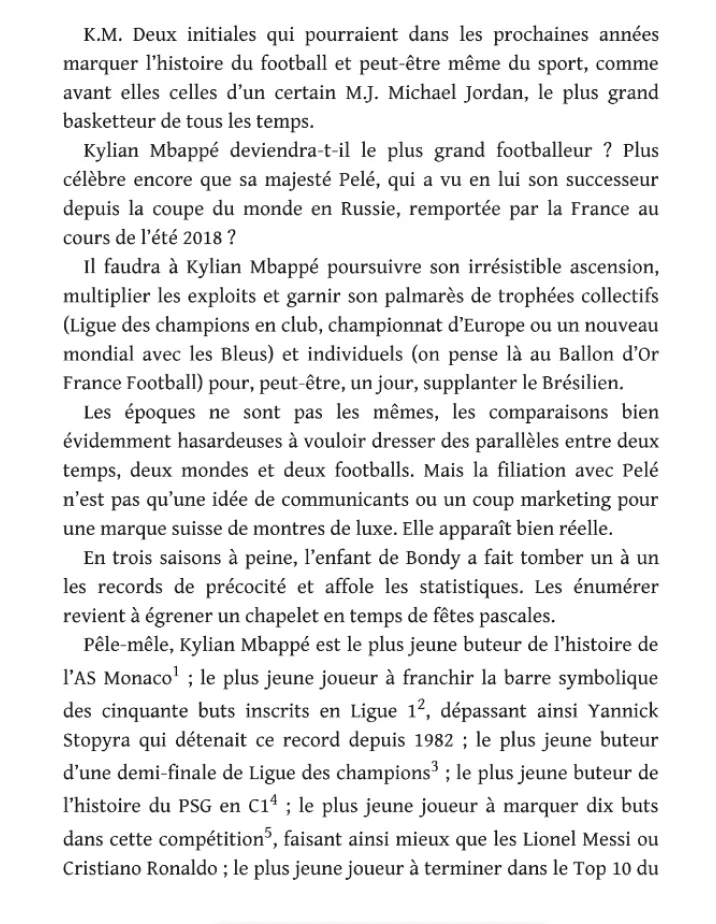 K.M. Deux initiales qui pourraient dans les prochaines années
marquer l’histoire du football et peut-être même du sport, comme
avant elles celles d’un certain M.J. Michael Jordan, le plus grand
basketteur de tous les temps.
Kylian Mbappé deviendra-t-il le plus grand footballeur ? Plus
célèbre encore que sa majesté Pelé, qui a vu en lui son successeur
depuis la coupe du monde en Russie, remportée par la France au
cours de l’été 2018 ?
Il faudra à Kylian Mbappé poursuivre son irrésistible ascension,
multiplier les exploits et garnir son palmarès de trophées collectifs
(Ligue des champions en club, championnat d’Europe ou un nouveau
mondial avec les Bleus) et individuels (on pense là au Ballon d’Or
France Football) pour, peut-être, un jour, supplanter le Brésilien.
Les époques ne sont pas les mêmes, les comparaisons bien
évidemment hasardeuses à vouloir dresser des parallèles entre deux
temps, deux mondes et deux footballs. Mais la filiation avec Pelé
n’est pas qu’une idée de communicants ou un coup marketing pour
une marque suisse de montres de luxe. Elle apparaît bien réelle.
En trois saisons à peine, l’enfant de Bondy a fait tomber un à un
les records de précocité et affole les statistiques. Les énumérer
revient à égrener un chapelet en temps de fêtes pascales.
Pêle-mêle, Kylian Mbappé est le plus jeune buteur de l’histoire de
l’AS Monaco¹ ; le plus jeune joueur à franchir la barre symbolique
des cinquante buts inscrits en Ligue 1², dépassant ainsi Yannick
Stopyra qui détenait ce record depuis 1982 ; le plus jeune buteur
d’une demi-finale de Ligue des champions³ ; le plus jeune buteur de
l’histoire du PSG en C1⁴ ; le plus jeune joueur à marquer dix buts
dans cette compétition⁵, faisant ainsi mieux que les Lionel Messi ou
Cristiano Ronaldo ; le plus jeune joueur à terminer dans le Top 10 du